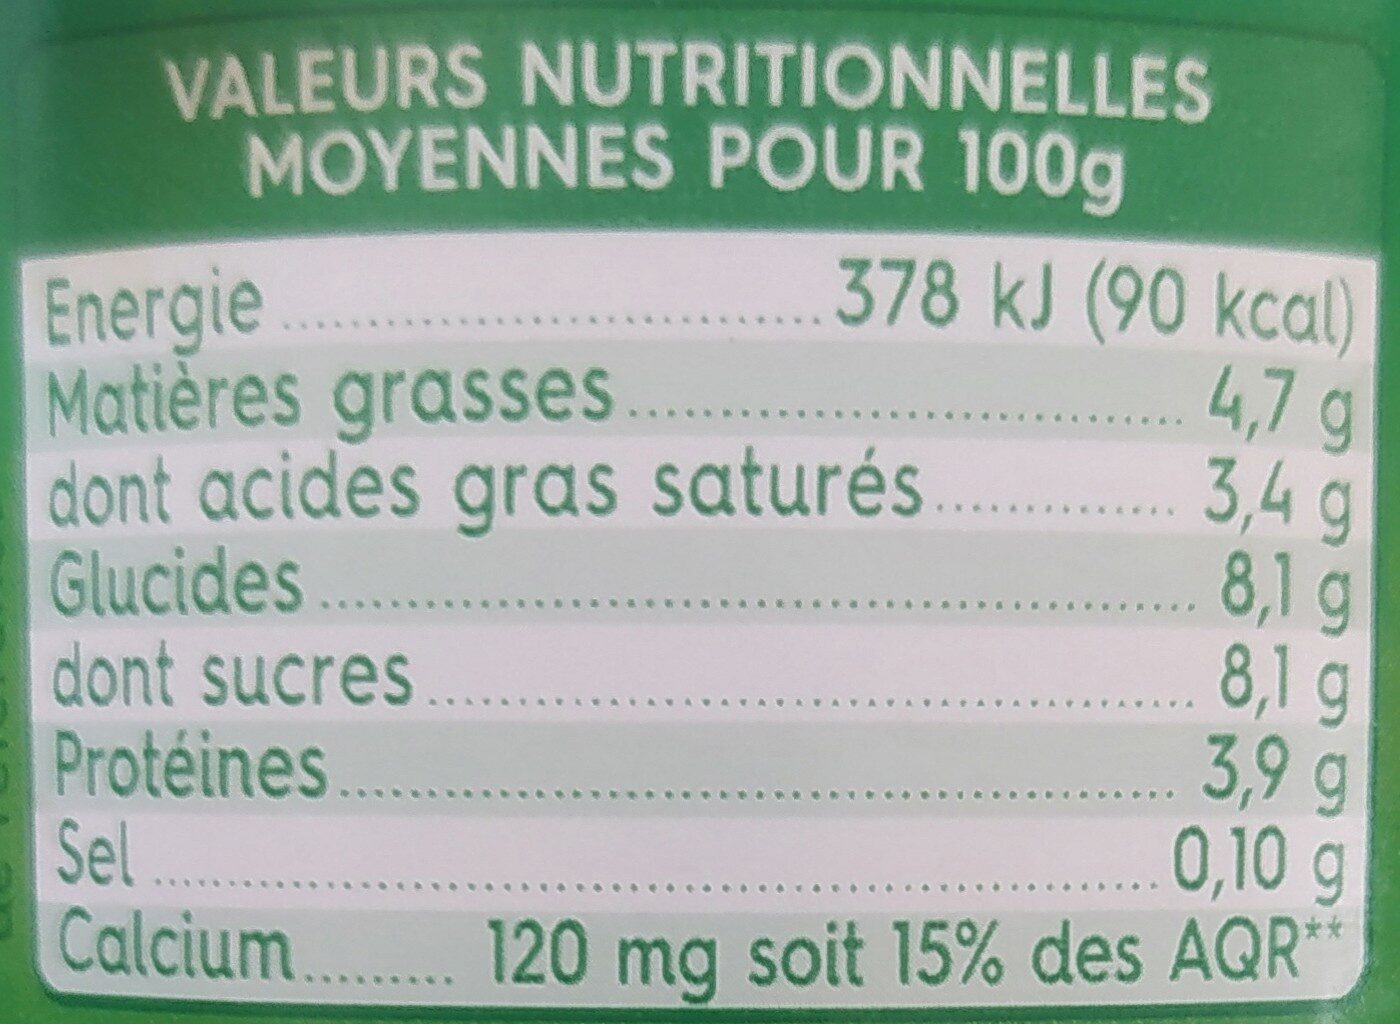 VALEURS NUTRITIONNELLES
MOYENNES POUR 100g
Energie ........ 378 kJ (90 kcal)
Matières grasses ........ 4,7 g
dont acides gras saturés ........ 3,4 g
Glucides ........ 8,1 g
dont sucres ........ 8,1 g
Protéines ........ 3,9 g
Sel ........ 0,10 g
Calcium ........ 120 mg soit 15% des AQR**